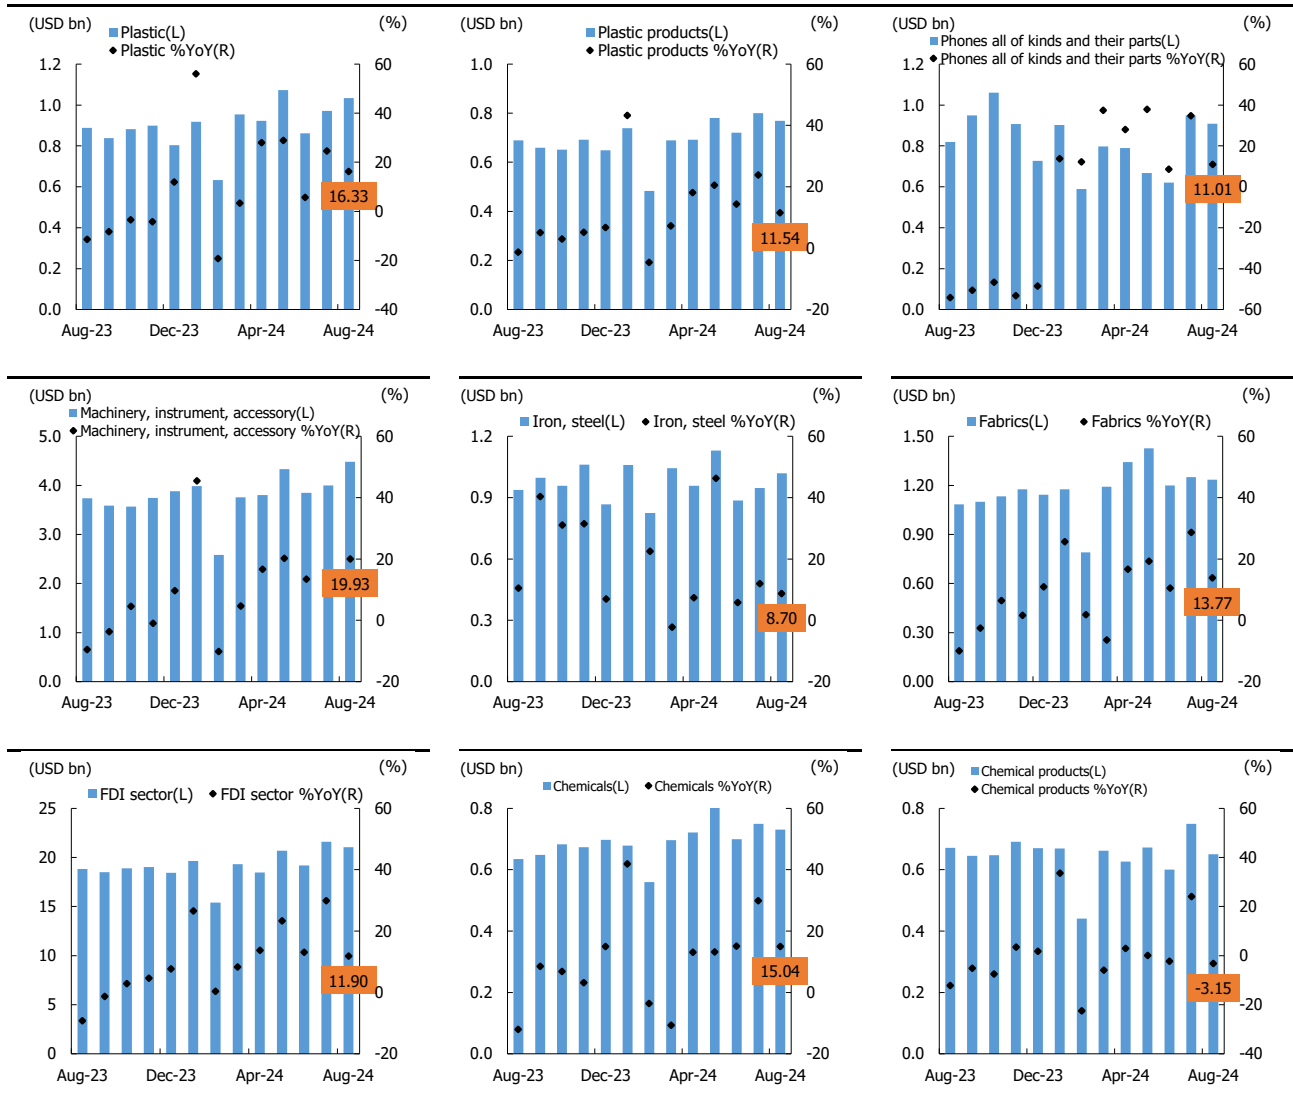 (USD bn) (%)
Plastic(L)
Plastic %YoY(R)
1.2 60
1.0 40
0.8 20
0.6 0
0.4 -20
0.2 -40
0.0
16.33
Aug-23 Dec-23 Apr-24 Aug-24
(USD bn) (%)
Plastic products(L)
Plastic products %YoY(R)
1.0 60
0.8 40
0.6 20
0.4 0
0.2 -20
0.0
11.54
Aug-23 Dec-23 Apr-24 Aug-24
(USD bn) (%)
Phones all of kinds and their parts(L)
Phones all of kinds and their parts %YoY(R)
1.2 60
1.0 40
0.8 20
0.6 0
0.4 -20
0.2 -40
0.0 -60
11.01
Aug-23 Dec-23 Apr-24 Aug-24
(USD bn) (%)
Machinery, instrument, accessory(L)
Machinery, instrument, accessory %YoY(R)
5.0 60
4.0 40
3.0 20
2.0 0
1.0 -20
0.0
19.93
Aug-23 Dec-23 Apr-24 Aug-24
(USD bn) (%)
Iron, steel(L) Iron, steel %YoY(R)
1.2 60
0.9 40
0.6 20
0.3 0
0.0 -20
8.70
Aug-23 Dec-23 Apr-24 Aug-24
(USD bn) (%)
Fabrics(L) Fabrics %YoY(R)
1.50 60
1.20 40
0.90 20
0.60 0
0.30 -20
0.00
13.77
Aug-23 Dec-23 Apr-24 Aug-24
(USD bn) (%)
FDI sector(L) FDI sector %YoY(R)
25 60
20 40
15 20
10 0
5 -20
0
11.90
Aug-23 Dec-23 Apr-24 Aug-24
(USD bn) (%)
Chemicals(L) Chemicals %YoY(R)
0.8 60
0.6 40
0.4 20
0.2 0
0.0 -20
15.04
Aug-23 Dec-23 Apr-24 Aug-24
(USD bn) (%)
Chemical products(L)
Chemical products %YoY(R)
0.8 60
0.6 40
0.4 20
0.2 0
0.0 -20
-40
-3.15
Aug-23 Dec-23 Apr-24 Aug-24